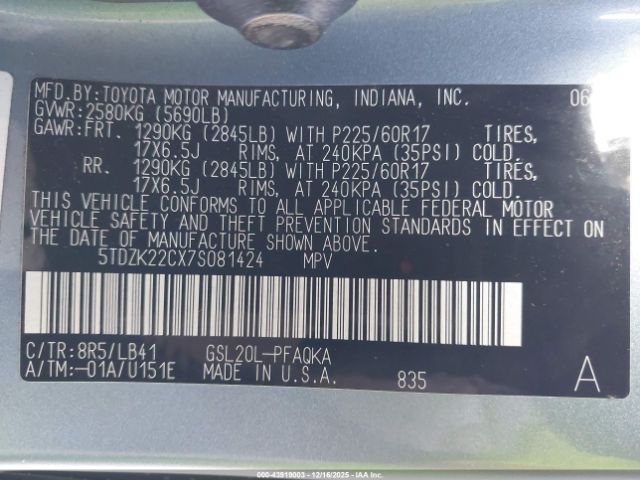 MFD.BY:TOYOTA MOTOR MANUFACTURING, INDIANA, INC. 06
GVWR:2580KG (5690LB)
GAWR:FRT. 1290KG (2845LB) WITH P225/60R17 TIRES,
17X6.5J RIMS, AT 240KPA (35PSI) COLD.
RR. 1290KG (2845LB) WITH P225/60R17 TIRES,
17X6.5J RIMS, AT 240KPA (35PSI) COLD.
THIS VEHICLE CONFORMS TO ALL APPLICABLE FEDERAL MOTOR
VEHICLE SAFETY AND THEFT PREVENTION STANDARDS IN EFFECT ON
THE DATE OF MANUFACTURE SHOWN ABOVE.
5TDZK22CX7S081424 MPV
C/TR:8R5/LB41 GSL20L-PFAQKA
A/TM:-01A/U151E MADE IN U.S.A. 835 A
000-43919003 - 12/16/2025 - IAAI.com